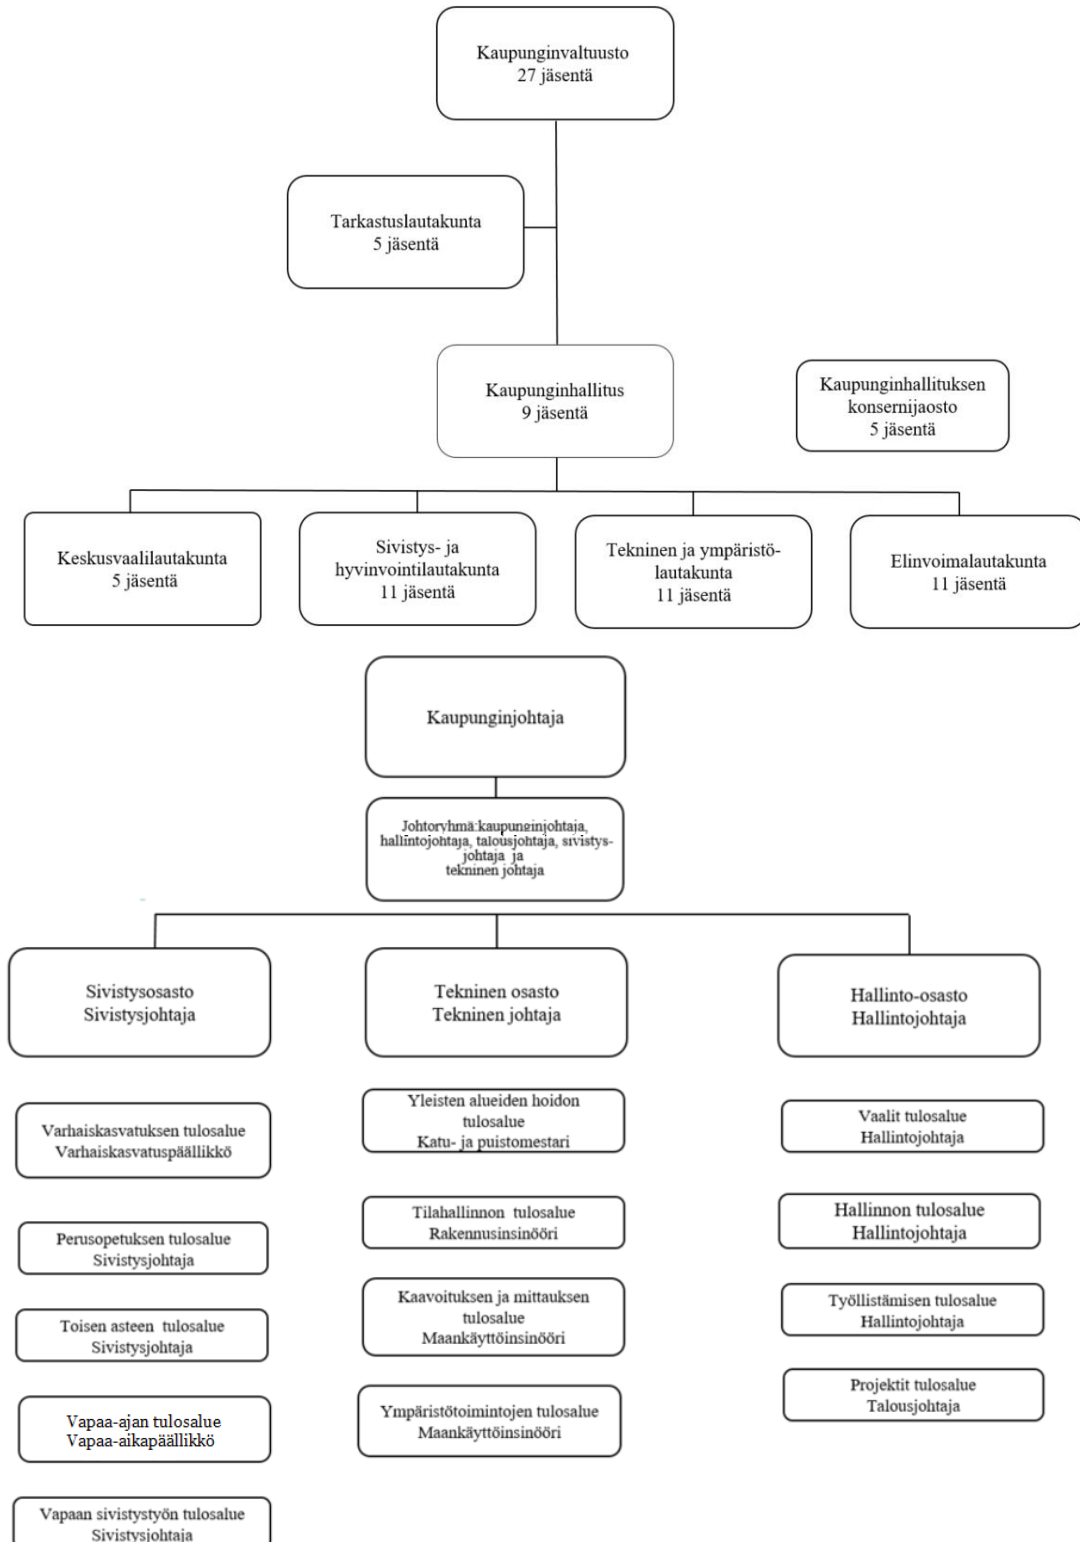 Kaupunginvaltuusto
27 jäsentä
Tarkastuslautakunta
5 jäsentä
Kaupunginhallitus
9 jäsentä
Kaupunginhallituksen
konsernijaosto
5 jäsentä
Keskusvaalilautakunta
5 jäsentä
Sivistys- ja
hyvinvointilautakunta
11 jäsentä
Tekninen ja ympäristö-
lautakunta
11 jäsentä
Elinvoimalautakunta
11 jäsentä
Kaupunginjohtaja
Johtoryhmä:kaupunginjohtaja,
hallintojohtaja, talousjohtaja, sivistys-
johtaja ja
tekninen johtaja
Sivistysosasto
Sivistysjohtaja
Tekninen osasto
Tekninen johtaja
Hallinto-osasto
Hallintojohtaja
Varhaiskasvatuksen tulosalue
Varhaiskasvatuspäällikkö
Perusopetuksen tulosalue
Sivistysjohtaja
Toisen asteen tulosalue
Sivistysjohtaja
Vapaa-ajan tulosalue
Vapaa-aikapäällikkö
Vapaan sivistystyön tulosalue
Sivistysjohtaja
Yleisten alueiden hoidon
tulosalue
Katu- ja puistomestari
Tilahallinnon tulosalue
Rakennusinsinööri
Kaavoituksen ja mittauksen
tulosalue
Maankäyttöinsinööri
Ympäristötoimintojen tulosalue
Maankäyttöinsinööri
Vaalit tulosalue
Hallintojohtaja
Hallinnon tulosalue
Hallintojohtaja
Työllistämisen tulosalue
Hallintojohtaja
Projektit tulosalue
Talousjohtaja